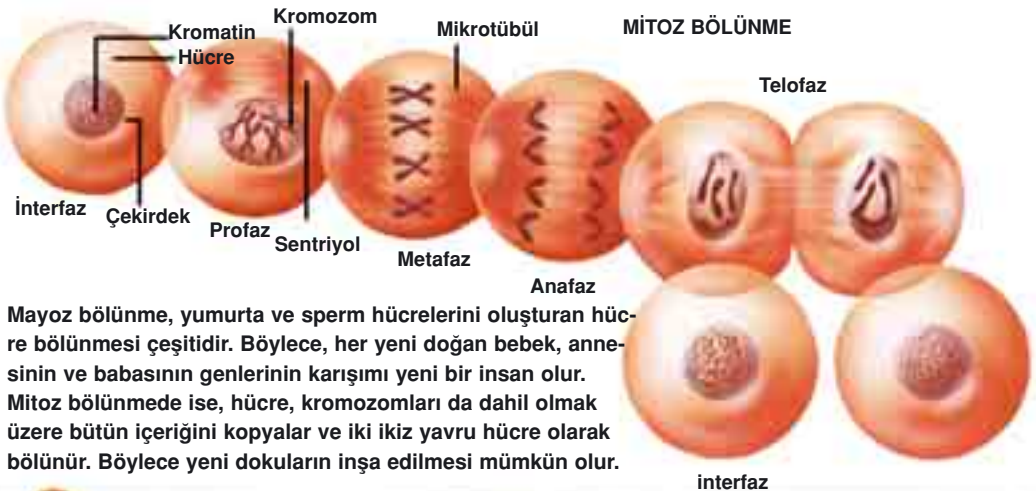 Kromozom
Kromatin
Mikrotübül
MİTOZ BÖLÜNME
Hücre
Telofaz
İnterfaz
Çekirdek
Profaz
Sentriyol
Metafaz
Anafaz
Mayoz bölünme, yumurta ve sperm hücrelerini oluşturan hüc-
re bölünmesi çeşitidir. Böylece, her yeni doğan bebek, anne-
sinin ve babasının genlerinin karışımı yeni bir insan olur.
Mitoz bölünmede ise, hücre, kromozomları da dahil olmak
üzere bütün içeriğini kopyalar ve iki ikiz yavru hücre olarak
bölünür. Böylece yeni dokuların inşa edilmesi mümkün olur.
interfaz